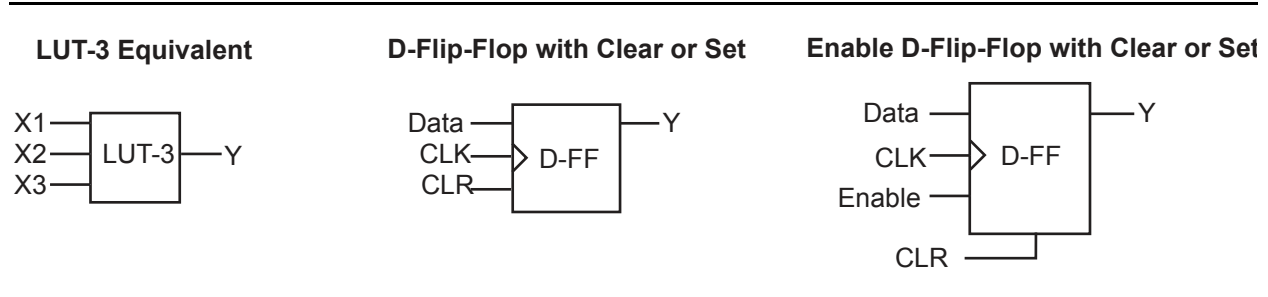 LUT-3 Equivalent
X1
X2
X3
LUT-3
Y
D-Flip-Flop with Clear or Set
Data
CLK
CLR
D-FF
Y
Enable D-Flip-Flop with Clear or Set
Data
CLK
Enable
CLR
D-FF
Y